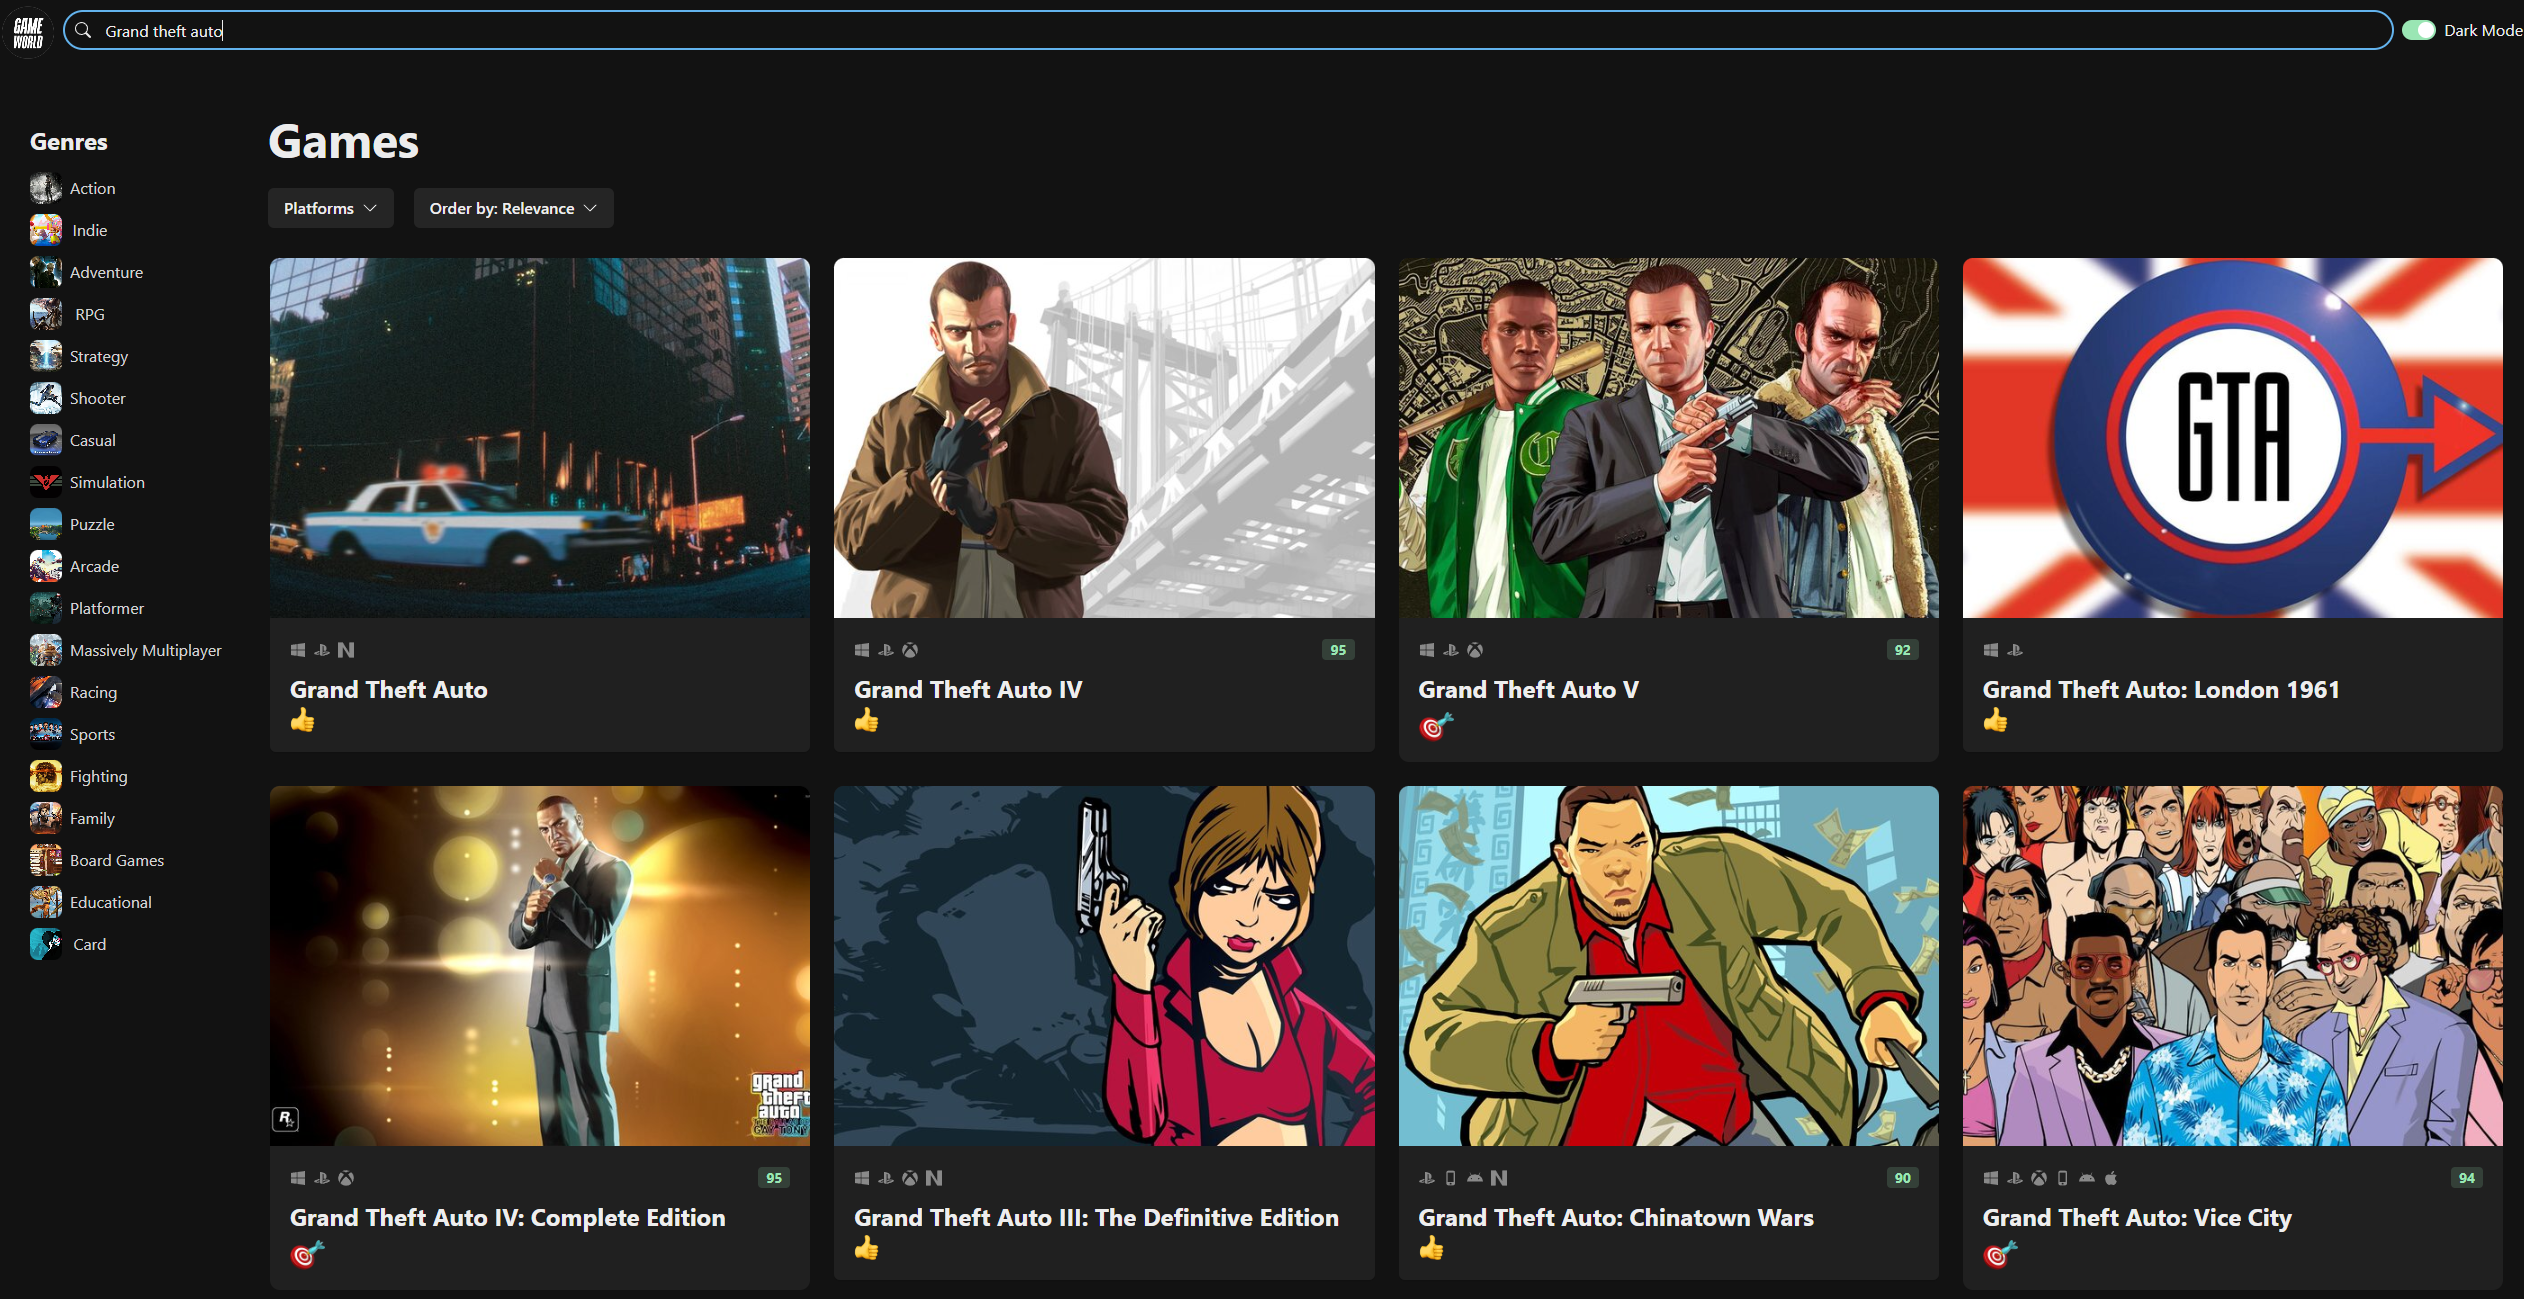 GAME
WORLD
Grand theft auto
Dark Mode
Genres
Action
Indie
Adventure
RPG
Strategy
Shooter
Casual
Simulation
Puzzle
Arcade
Platformer
Massively Multiplayer
Racing
Sports
Fighting
Family
Board Games
Educational
Card
Games
Platforms
Order by: Relevance
Grand Theft Auto
95
Grand Theft Auto IV
92
Grand Theft Auto V
GTA
Grand Theft Auto: London 1961
R
grand
theft
auto
GAY TONY
95
Grand Theft Auto IV: Complete Edition
Grand Theft Auto III: The Definitive Edition
90
Grand Theft Auto: Chinatown Wars
94
Grand Theft Auto: Vice City